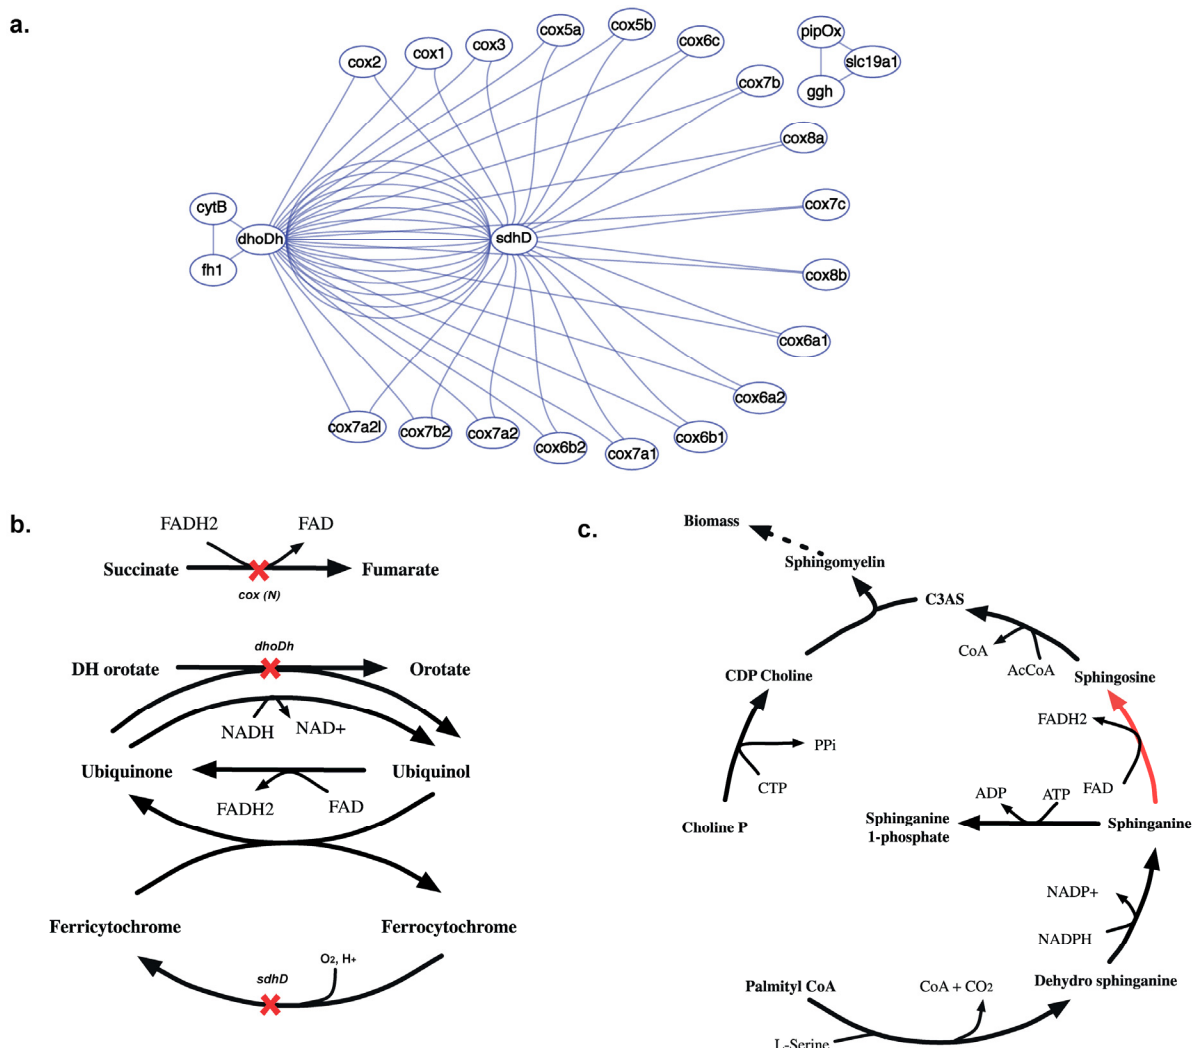 a.
cox2
cox1
cox3
cox5a
cox5b
cox6c
cox7b
pipOx
slc19a1
ggh
cox8a
cox7c
cox8b
cox6a1
cox6a2
cox6b1
cox7a1
cox6b2
cox7a2
cox7b2
cox7a2l
cytB
dhoDh
fh1
sdhD
b.
FADH2
FAD
Succinate
Fumarate
cox (N)
dhoDh
DH orotate
Orotate
NADH
NAD+
Ubiquinone
Ubiquinol
FADH2
FAD
Ferricytochrome
Ferrocytochrome
O2, H+
sdhD
c.
Biomass
Sphingomyelin
C3AS
CoA
AcCoA
CDP Choline
Sphingosine
FADH2
PPi
CTP
FAD
Choline P
ADP
ATP
Sphinganine
1-phosphate
Sphinganine
NADP+
NADPH
Dehydro sphinganine
Palmityl CoA
CoA + CO2
L-Serine